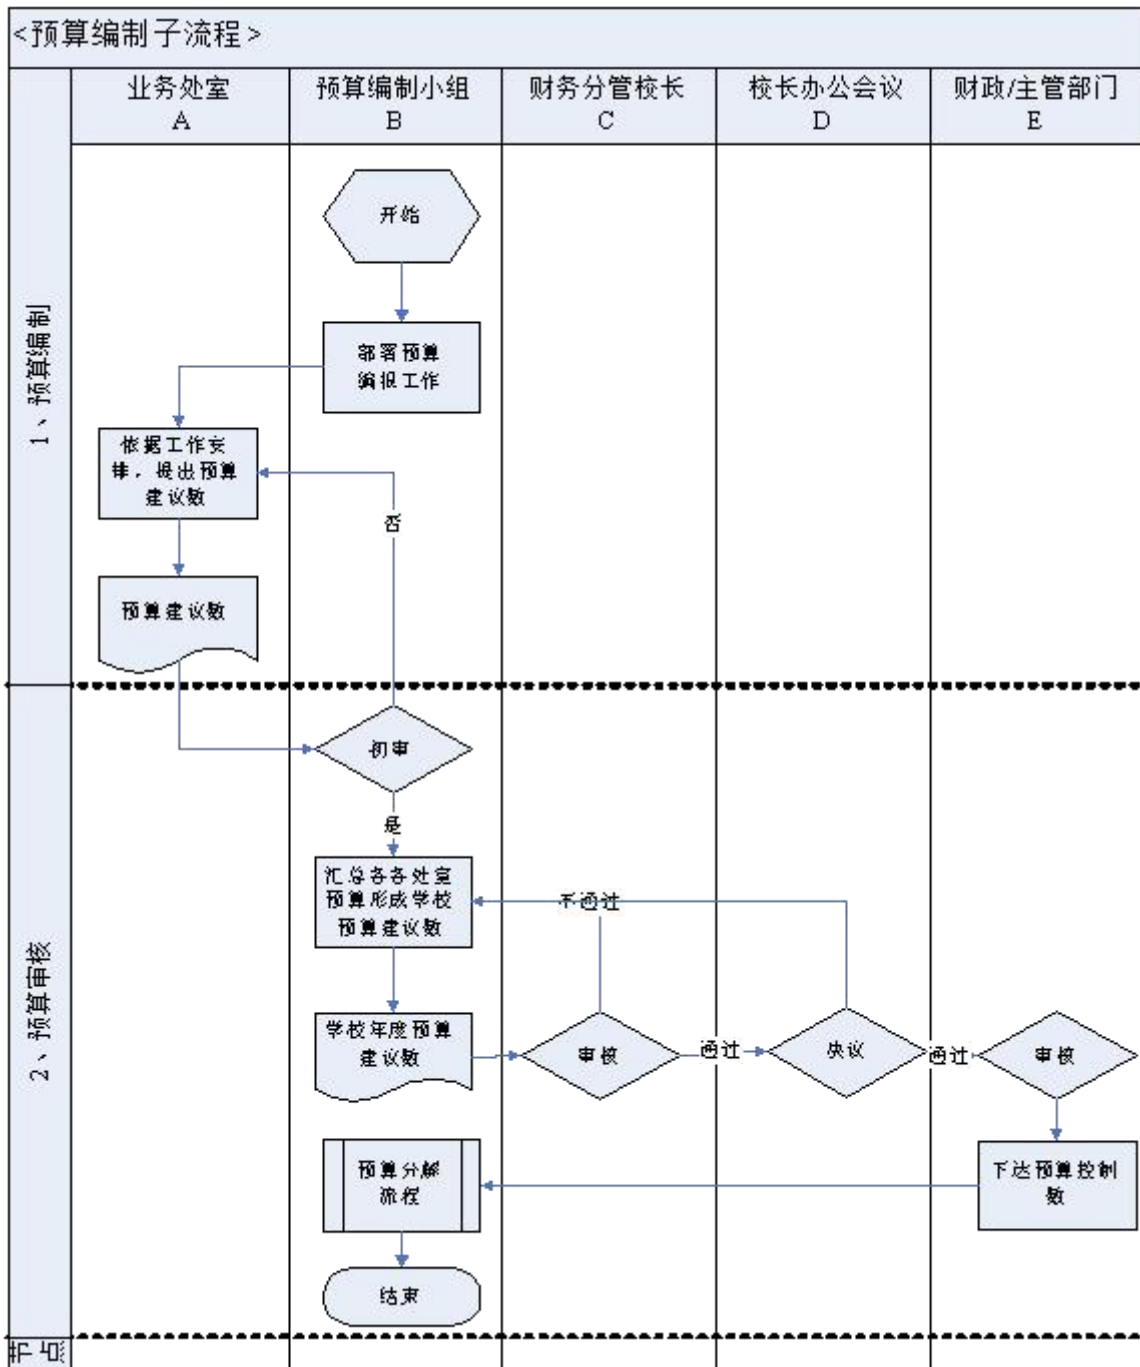 <预算编制子流程>
业务处室
A
预算编制小组
B
财务分管校长
C
校长办公会议
D
财政/主管部门
E
1、预算编制
开始
部署预算
编报工作
依据工作安
排，提出预算
建议数
否
预算建议数
2、预算审核
初审
是
汇总各各处室
预算形成学校
预算建议数
不通过
学校年度预算
建议数
审核
通过
决议
通过
审核
预算分解
流程
下达预算控制
数
结束
节点